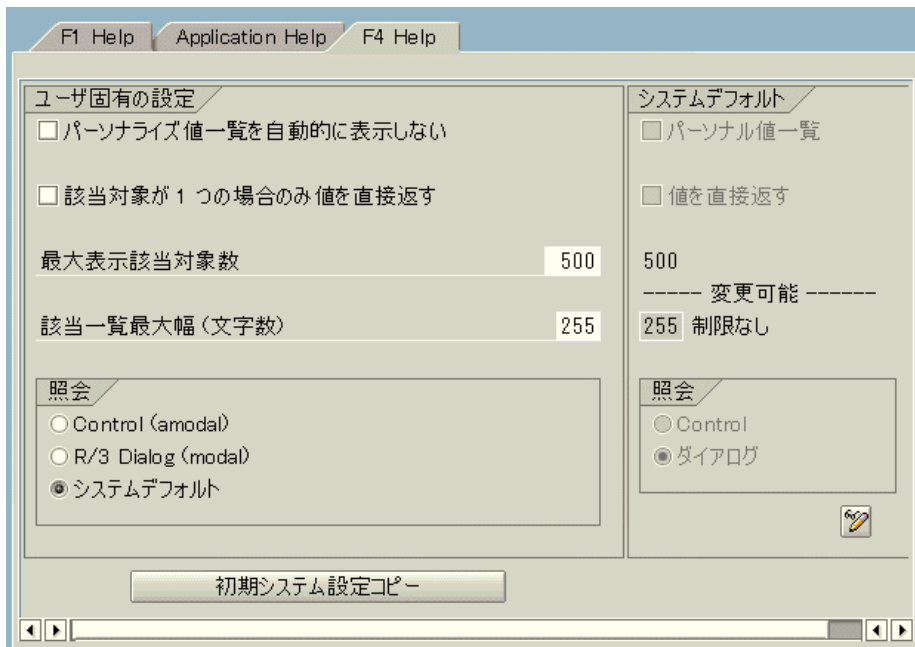 F1 Help
Application Help
F4 Help
ユーザ固有の設定
パーソナライズ値一覧を自動的に表示しない
該当対象が 1 つの場合のみ値を直接返す
最大表示該当対象数 500
該当一覧最大幅 (文字数) 255
照会
Control (amodal)
R/3 Dialog (modal)
システムデフォルト
システムデフォルト
パーソナル値一覧
値を直接返す
500
----- 変更可能 ------
255 制限なし
照会
Control
ダイアログ
初期システム設定コピー